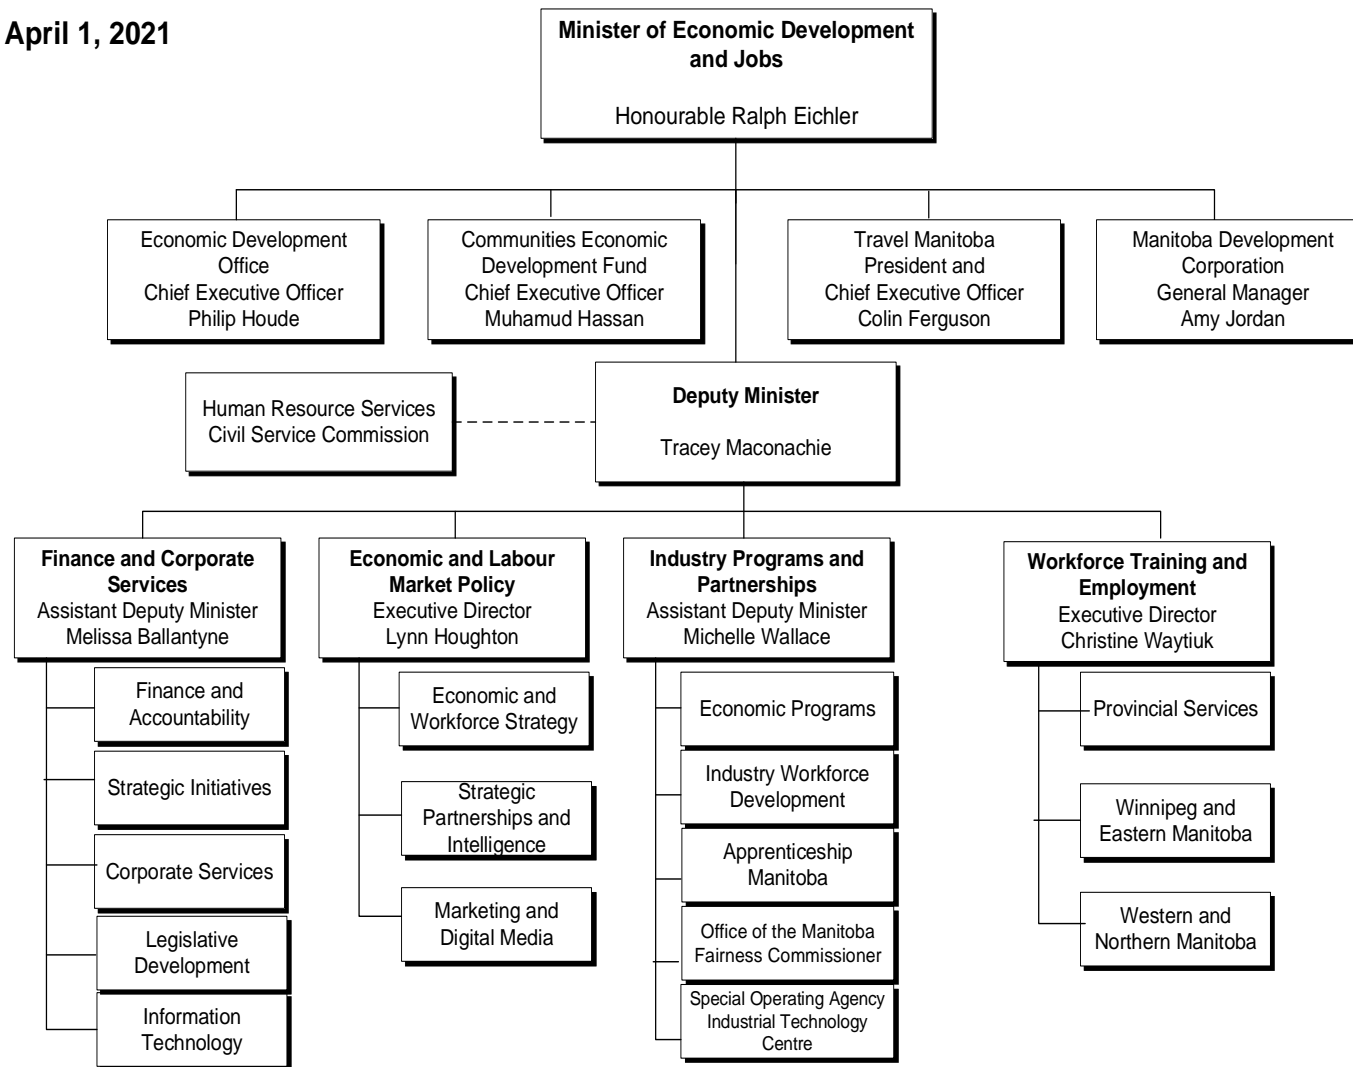 April 1, 2021
Minister of Economic Development
and Jobs
Honourable Ralph Eichler
Economic Development
Office
Chief Executive Officer
Philip Houde
Communities Economic
Development Fund
Chief Executive Officer
Muhamud Hassan
Travel Manitoba
President and
Chief Executive Officer
Colin Ferguson
Manitoba Development
Corporation
General Manager
Amy Jordan
Human Resource Services
Civil Service Commission
Deputy Minister
Tracey Maconachie
Finance and Corporate
Services
Assistant Deputy Minister
Melissa Ballantyne
Finance and
Accountability
Strategic Initiatives
Corporate Services
Legislative
Development
Information
Technology
Economic and Labour
Market Policy
Executive Director
Lynn Houghton
Economic and
Workforce Strategy
Strategic
Partnerships and
Intelligence
Marketing and
Digital Media
Industry Programs and
Partnerships
Assistant Deputy Minister
Michelle Wallace
Economic Programs
Industry Workforce
Development
Apprenticeship
Manitoba
Office of the Manitoba
Fairness Commissioner
Special Operating Agency
Industrial Technology
Centre
Workforce Training and
Employment
Executive Director
Christine Waytiuk
Provincial Services
Winnipeg and
Eastern Manitoba
Western and
Northern Manitoba